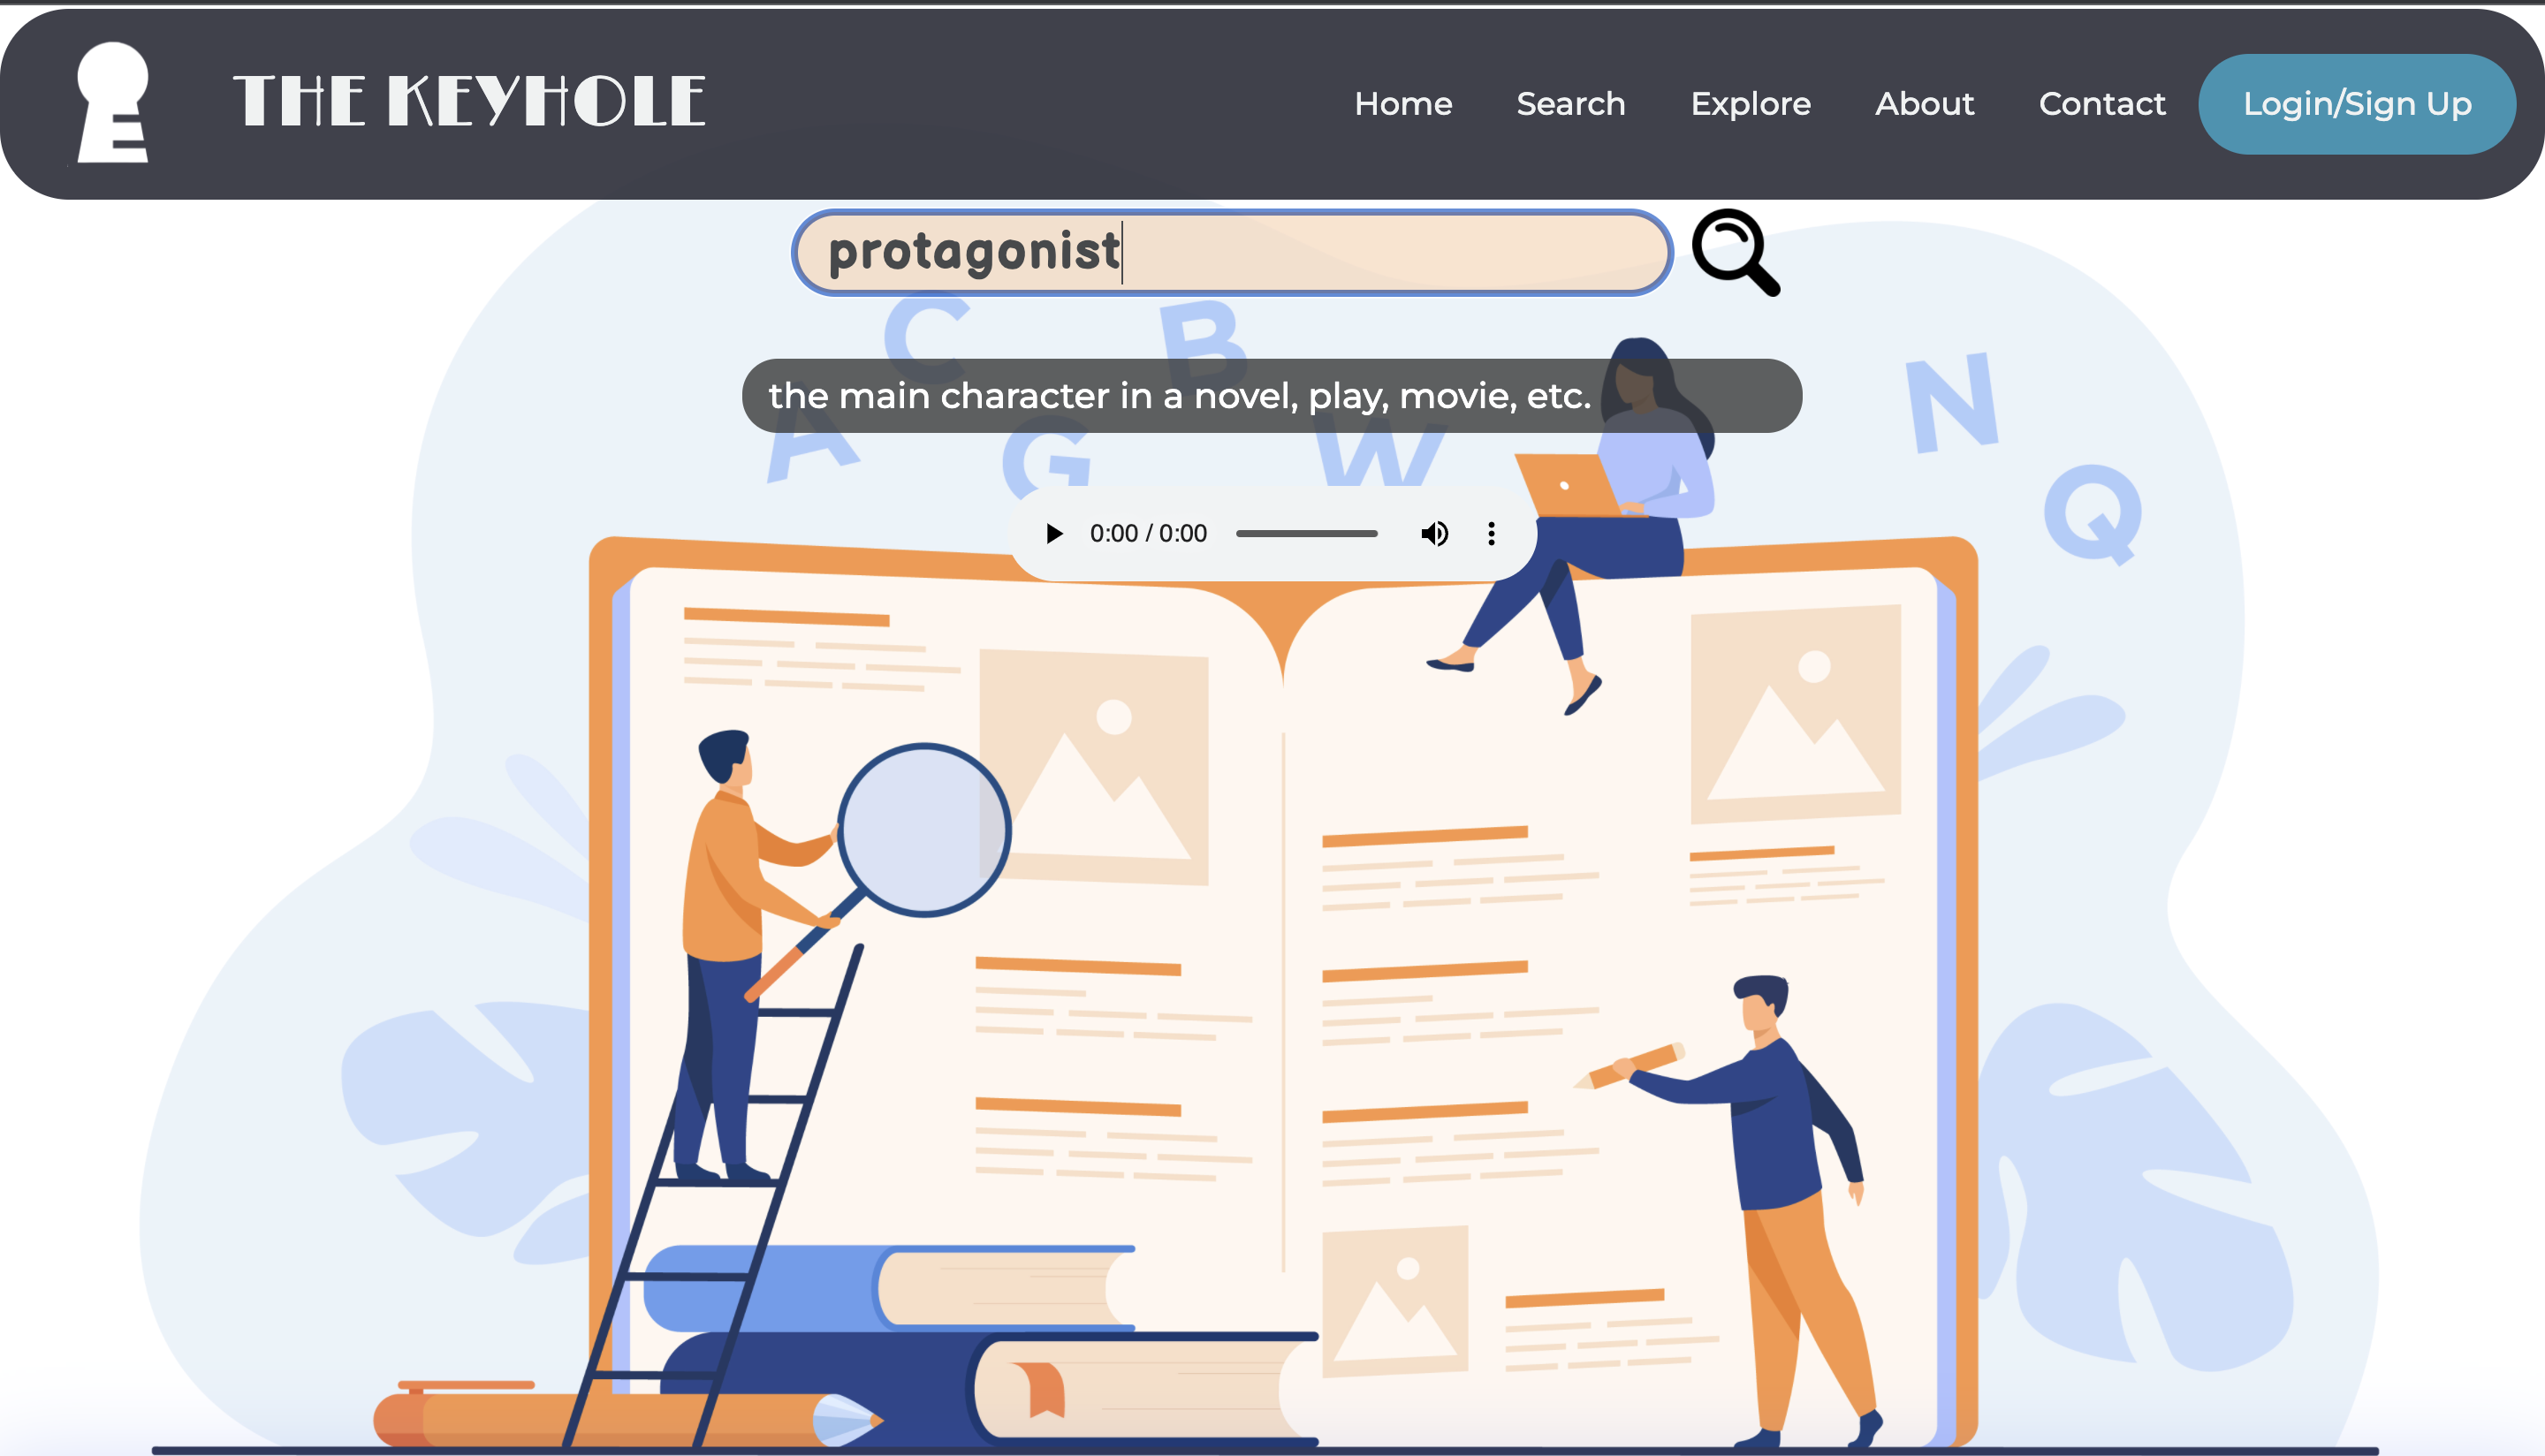 THE KEYHOLE
Home Search Explore About Contact Login/Sign Up
protagonist
C B
the main character in a novel, play, movie, etc.
N
A G W
Q
0:00 / 0:00